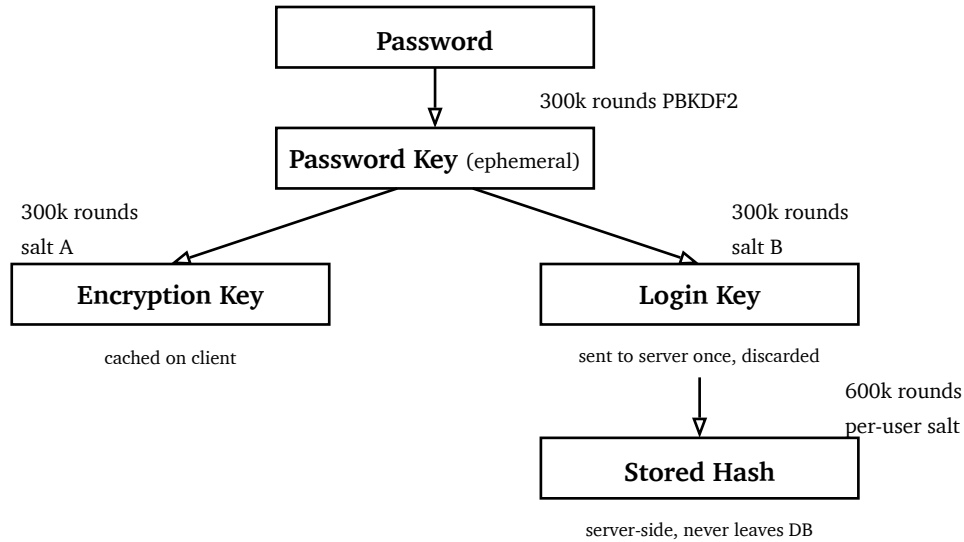 Password
300k rounds PBKDF2
Password Key (ephemeral)
300k rounds
salt A
300k rounds
salt B
Encryption Key
Login Key
cached on client
sent to server once, discarded
600k rounds
per-user salt
Stored Hash
server-side, never leaves DB